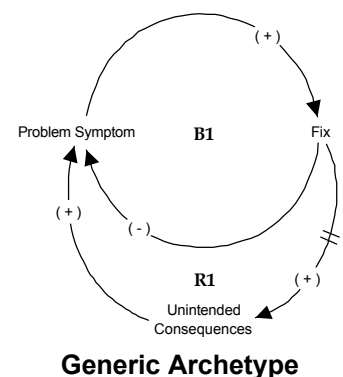 ( + )
Problem Symptom
B1
Fix
( + )
( - )
R1
( + )
Unintended
Consequences
Generic Archetype